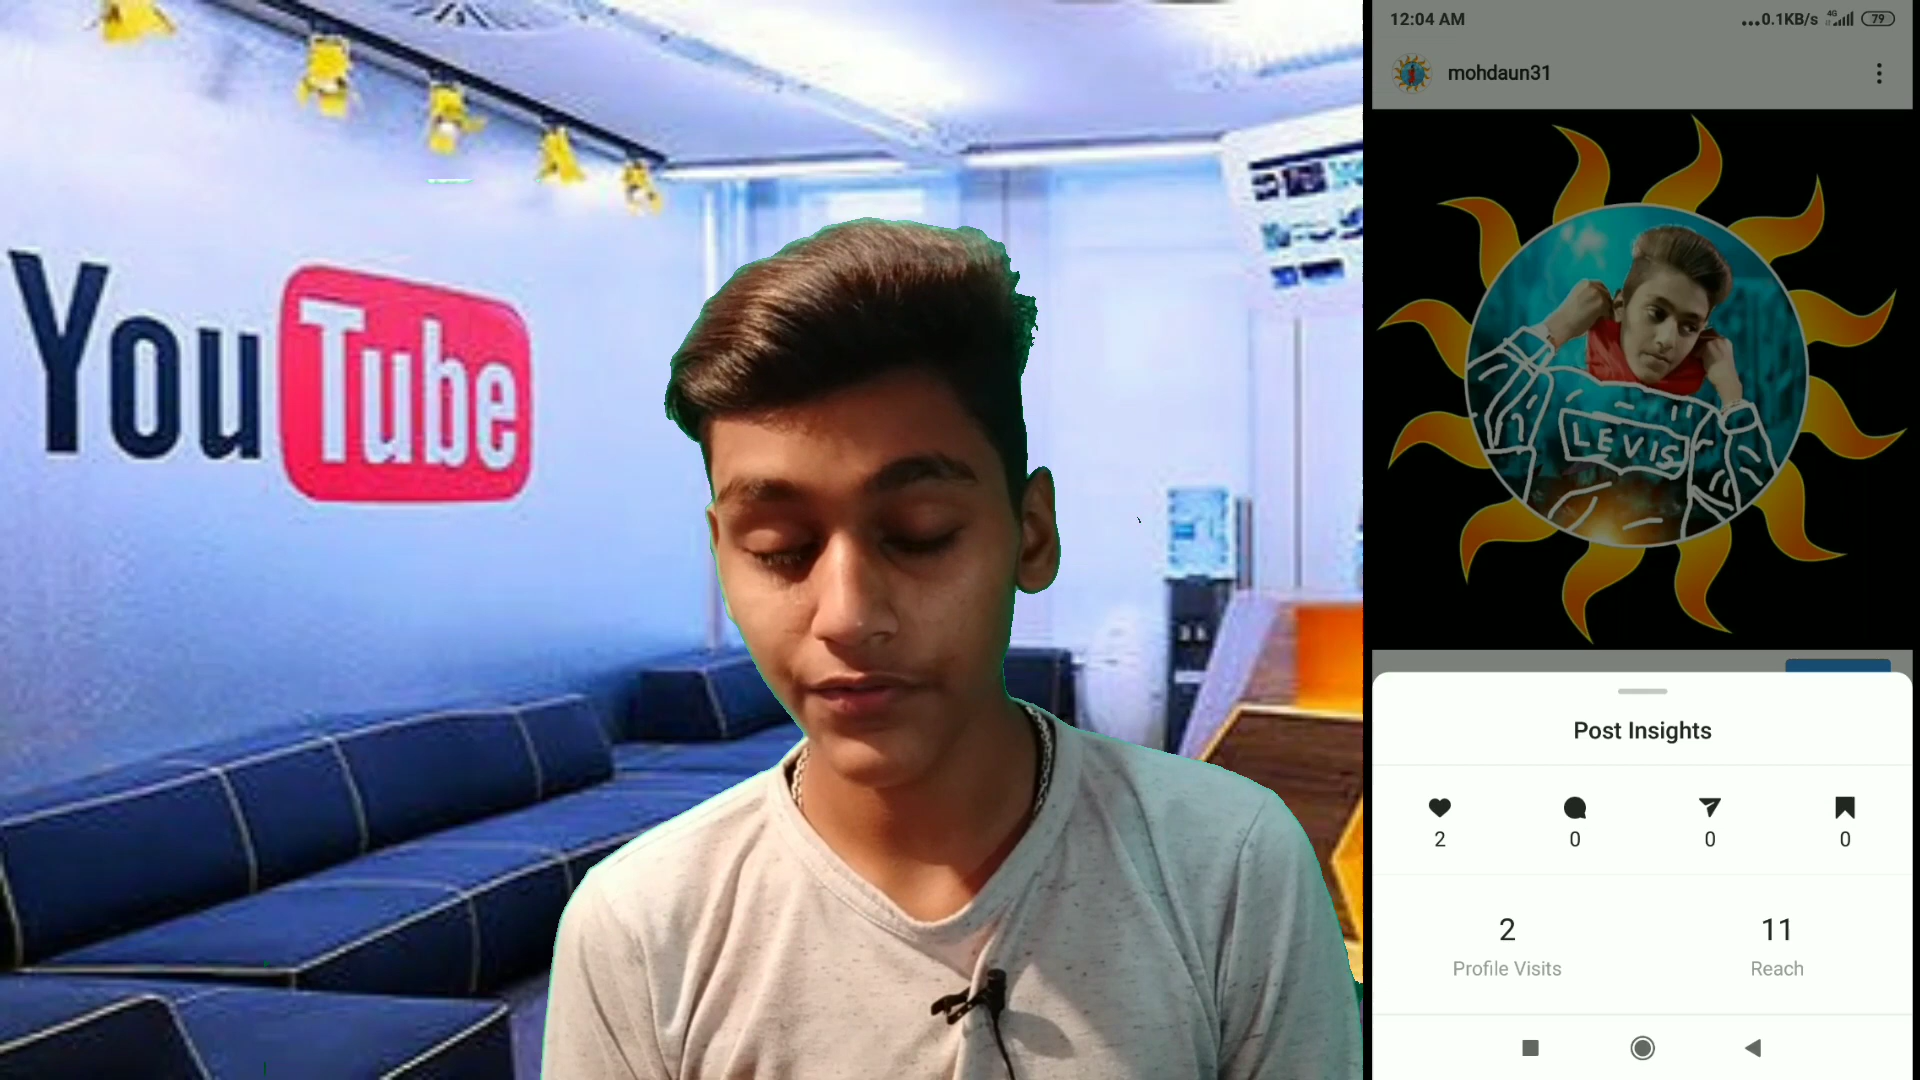 YouTube
12:04 AM
...0.1KB/s 4G 79
mohdaun31
LEVIS
Post Insights
2 0 0 0
2 11
Profile Visits Reach